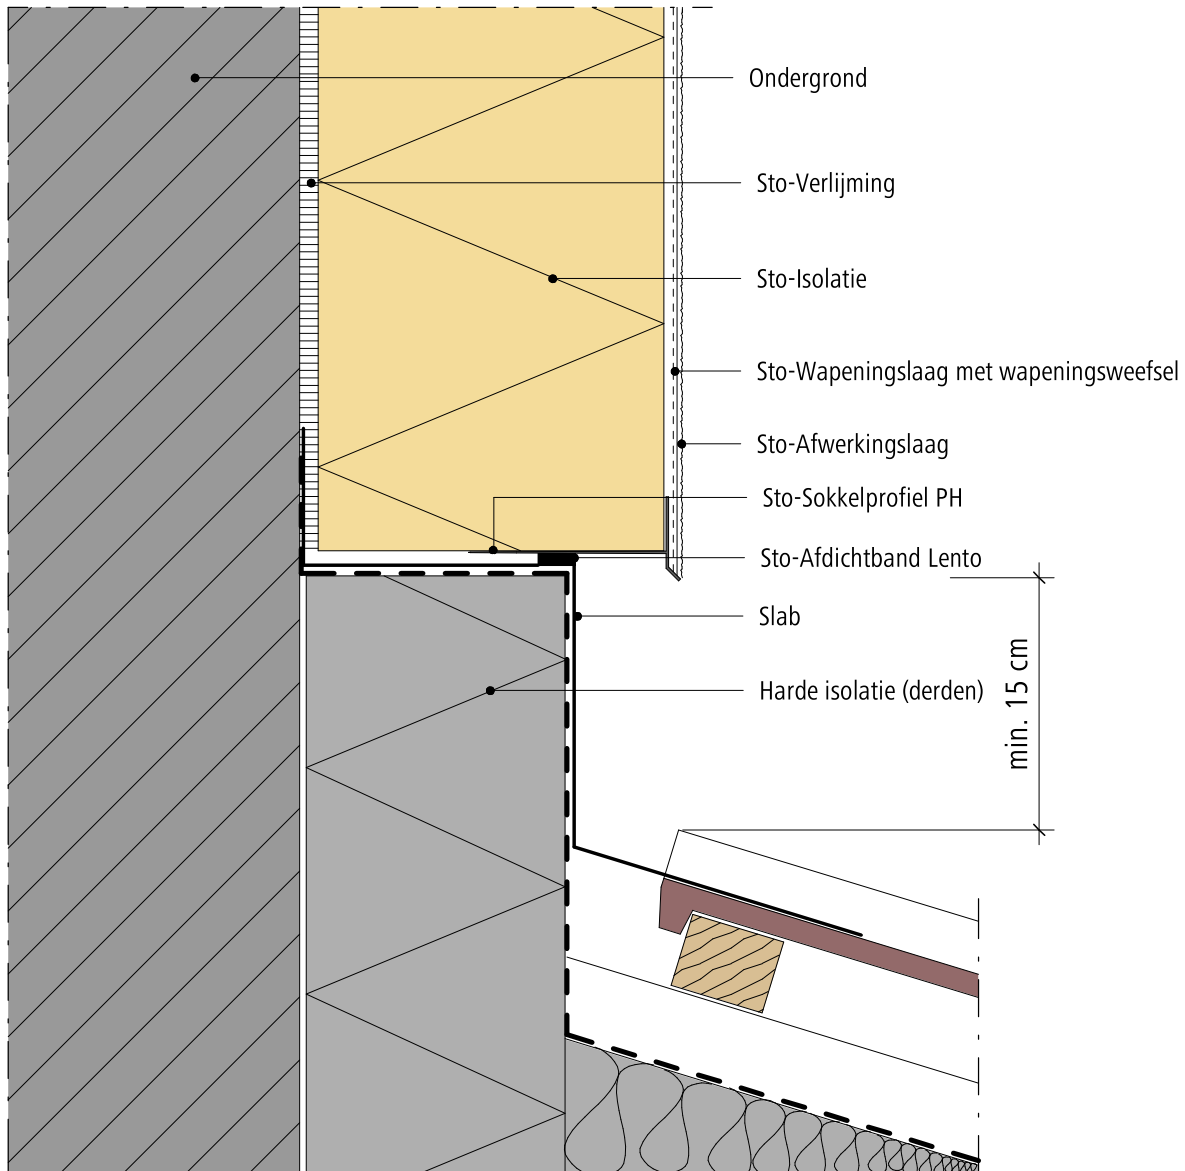 Ondergrond
Sto-Verlijming
Sto-Isolatie
Sto-Wapeningslaag met wapeningsweefsel
Sto-Afwerkingslaag
Sto-Sokkelprofiel PH
Sto-Afdichtband Lento
Slab
Harde isolatie (derden)
min. 15 cm